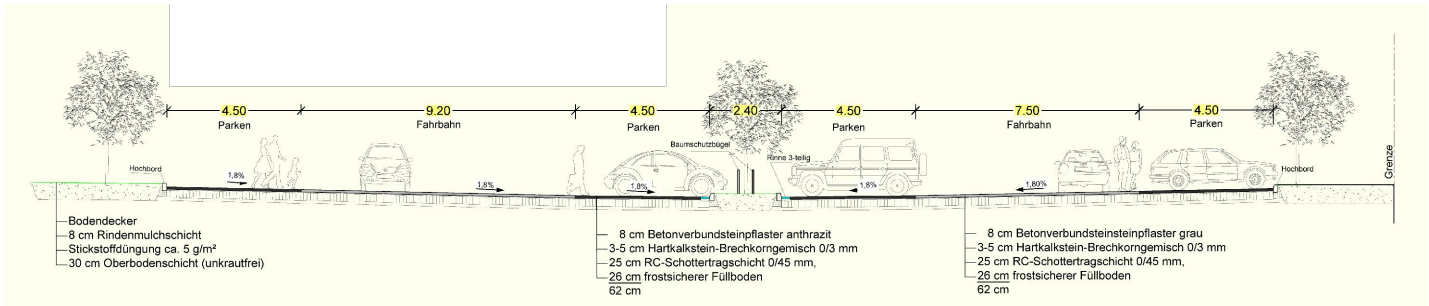 4.50
9.20
4.50
2.40
4.50
7.50
4.50
Parken
Fahrbahn
Parken
Parken
Fahrbahn
Parken
Baumschutzbügel
Rinne 3-teilig
Hochbord
Hochbord
Grenze
1,8%
1,8%
1,8%
1,8%
1,80%
Bodendecker
8 cm Rindenmulchschicht
Stickstoffdüngung ca. 5 g/m²
30 cm Oberbodenschicht (unkrautfrei)
8 cm Betonverbundsteinpflaster anthrazit
3-5 cm Hartkalkstein-Brechkorngemisch 0/3 mm
25 cm RC-Schottertragschicht 0/45 mm,
26 cm frostsicherer Füllboden
62 cm
8 cm Betonverbundsteinsteinpflaster grau
3-5 cm Hartkalkstein-Brechkorngemisch 0/3 mm
25 cm RC-Schottertragschicht 0/45 mm,
26 cm frostsicherer Füllboden
62 cm